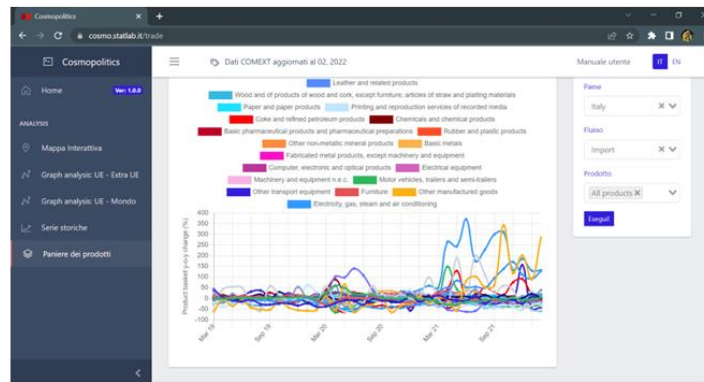 Cosmopolitics
cosmo.statlab.it/trade
Cosmopolitics
Dati COMEXT aggiornati al 02, 2022
Manuale utente
IT
EN
Home
Ver: 1.0.0
ANALYSIS
Mappa Interattiva
Graph analysis: UE - Extra UE
Graph analysis: UE - Mondo
Serie storiche
Paniere dei prodotti
Leather and related products
Wood and of products of wood and cork, except furniture; articles of straw and plaiting materials
Paper and paper products
Printing and reproduction services of recorded media
Coke and refined petroleum products
Chemicals and chemical products
Basic pharmaceutical products and pharmaceutical preparations
Rubber and plastic products
Other non-metallic mineral products
Basic metals
Fabricated metal products, except machinery and equipment
Computer, electronic and optical products
Electrical equipment
Machinery and equipment n.e.c.
Motor vehicles, trailers and semi-trailers
Other transport equipment
Furniture
Other manufactured goods
Electricity, gas, steam and air conditioning
Product basket y-o-y change (%)
400
350
300
250
200
150
100
50
0
-50
-100
Mar 19
Sep 19
Mar 20
Sep 20
Mar 21
Sep 21
Paese
Italy
Flusso
Import
Prodotto
All products
Esegui!